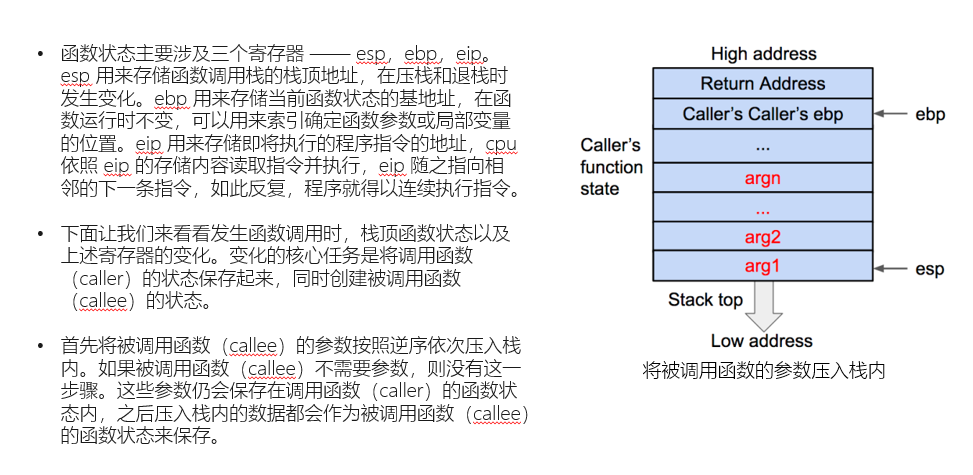 • 函数状态主要涉及三个寄存器 —— esp，ebp，eip。
esp 用来存储函数调用栈的栈顶地址，在压栈和退栈时
发生变化。ebp 用来存储当前函数状态的基地址，在函
数运行时不变，可以用来索引确定函数参数或局部变量
的位置。eip 用来存储即将执行的程序指令的地址，cpu
依照 eip 的存储内容读取指令并执行，eip 随之指向相
邻的下一条指令，如此反复，程序就得以连续执行指令。
• 下面让我们来看看发生函数调用时，栈顶函数状态以及
上述寄存器的变化。变化的核心任务是将调用函数
（caller）的状态保存起来，同时创建被调用函数
（callee）的状态。
• 首先将被调用函数（callee）的参数按照逆序依次压入栈
内。如果被调用函数（callee）不需要参数，则没有这一
步骤。这些参数仍会保存在调用函数（caller）的函数状
态内，之后压入栈内的数据都会作为被调用函数（callee）
的函数状态来保存。
High address
Return Address
Caller's Caller's ebp
ebp
...
Caller's
function
state
argn
...
arg2
arg1
esp
Stack top
Low address
将被调用函数的参数压入栈内